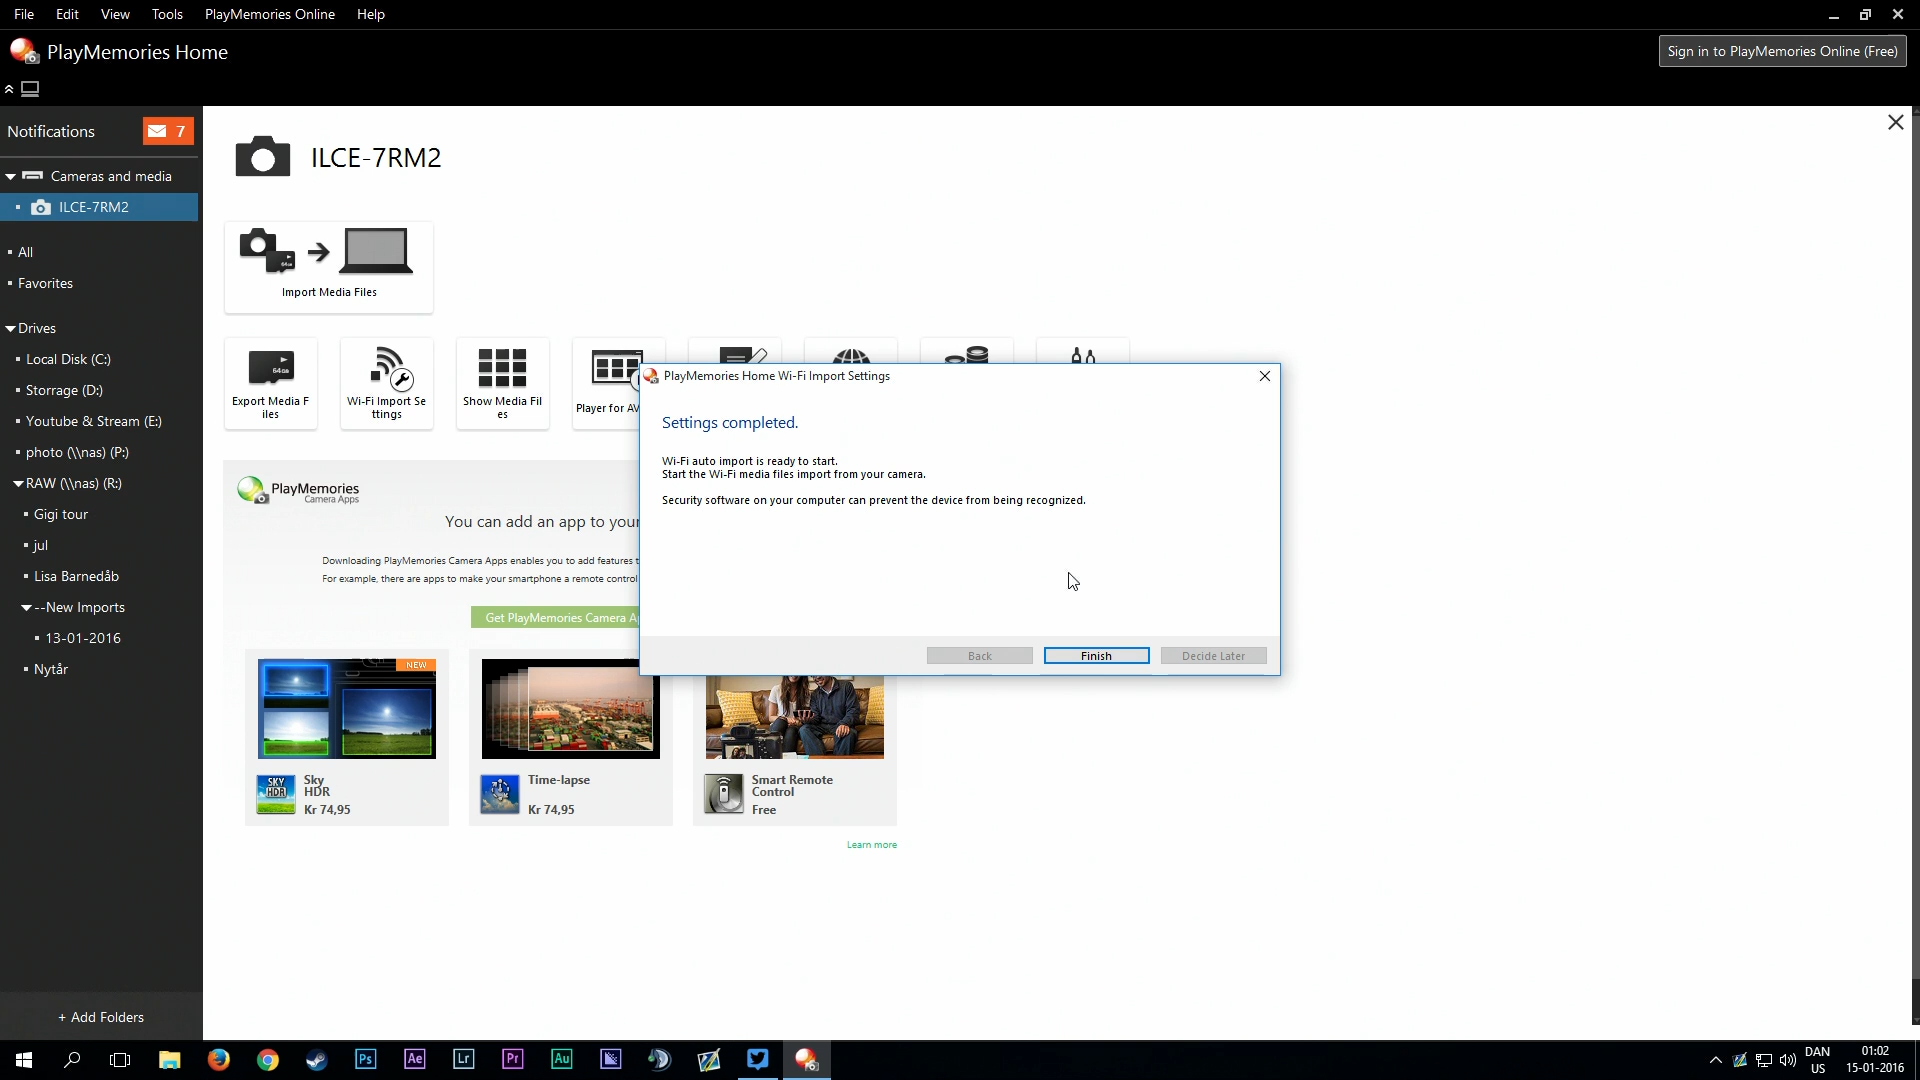 File Edit View Tools PlayMemories Online Help
PlayMemories Home
Sign in to PlayMemories Online (Free)
Notifications 7
Cameras and media
ILCE-7RM2
All
Favorites
Drives
Local Disk (C:)
Storrage (D:)
Youtube & Stream (E:)
photo (\\nas) (P:)
RAW (\\nas) (R:)
Gigi tour
jul
Lisa Barnedåb
--New Imports
13-01-2016
Nytår
+ Add Folders
ILCE-7RM2
Import Media Files
Export Media F
iles
Wi-Fi Import Se
ttings
Show Media Fil
es
Player for AV
PlayMemories
Camera Apps
You can add an app to your
Downloading PlayMemories Camera Apps enables you to add features t
For example, there are apps to make your smartphone a remote control
Get PlayMemories Camera Ap
NEW
SKY
HDR
Sky
HDR
Kr 74,95
Time-lapse
Kr 74,95
Smart Remote
Control
Free
Learn more
PlayMemories Home Wi-Fi Import Settings
Settings completed.
Wi-Fi auto import is ready to start.
Start the Wi-Fi media files import from your camera.
Security software on your computer can prevent the device from being recognized.
Back Finish Decide Later
Ps Ae Lr Pr Au
DAN
US
01:02
15-01-2016